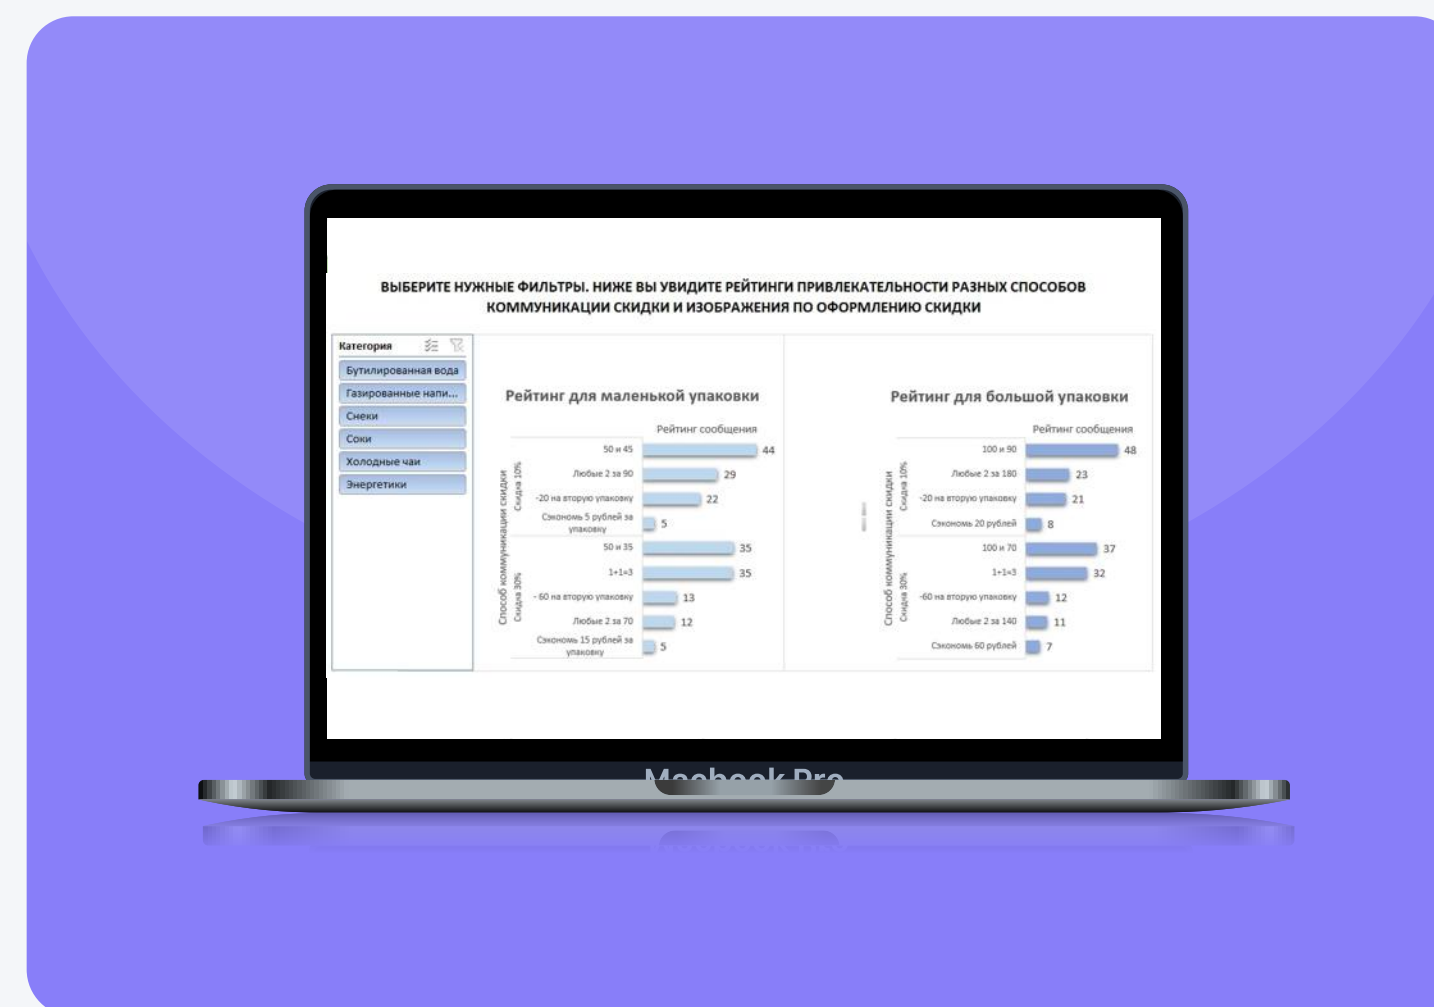 ВЫБЕРИТЕ НУЖНЫЕ ФИЛЬТРЫ. НИЖЕ ВЫ УВИДИТЕ РЕЙТИНГИ ПРИВЛЕКАТЕЛЬНОСТИ РАЗНЫХ СПОСОБОВ
КОММУНИКАЦИИ СКИДКИ И ИЗОБРАЖЕНИЯ ПО ОФОРМЛЕНИЮ СКИДКИ
Категория
Бутилированная вода
Газированные напи...
Снеки
Соки
Холодные чаи
Энергетики
Рейтинг для маленькой упаковки
Рейтинг сообщения
Способ коммуникации скидки
Скидка 10%
50 и 45 44
Любые 2 за 90 29
-20 на вторую упаковку 22
Сэкономь 5 рублей за
упаковку 5
Скидка 30%
50 и 35 35
1+1=3 35
- 60 на вторую упаковку 13
Любые 2 за 70 12
Сэкономь 15 рублей за
упаковку 5
Рейтинг для большой упаковки
Рейтинг сообщения
Способ коммуникации скидки
Скидка 10%
100 и 90 48
Любые 2 за 180 23
-20 на вторую упаковку 21
Сэкономь 20 рублей 8
Скидка 30%
100 и 70 37
1+1=3 32
-60 на вторую упаковку 12
Любые 2 за 140 11
Сэкономь 60 рублей 7
Macbook Pro